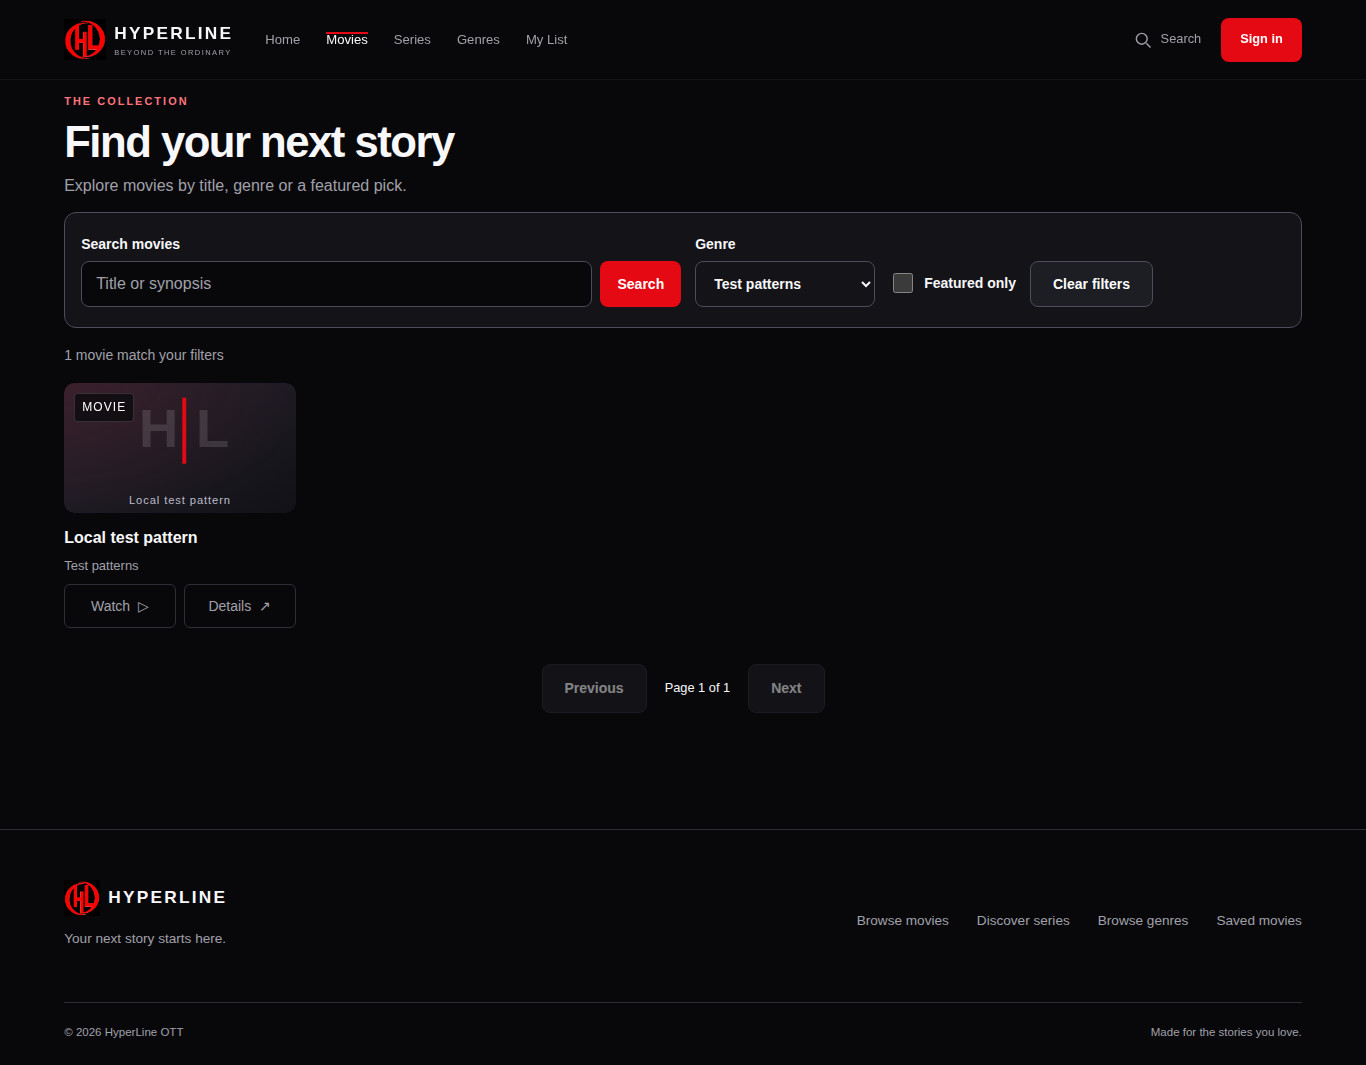 HYPERLINE
BEYOND THE ORDINARY
Home Movies Series Genres My List
Search
Sign in
THE COLLECTION
Find your next story
Explore movies by title, genre or a featured pick.
Search movies
Genre
Title or synopsis
Search
Test patterns
Featured only
Clear filters
1 movie match your filters
MOVIE
H L
Local test pattern
Local test pattern
Test patterns
Watch ▷
Details ↗
Previous
Page 1 of 1
Next
HL HYPERLINE
Your next story starts here.
Browse movies Discover series Browse genres Saved movies
© 2026 HyperLine OTT
Made for the stories you love.